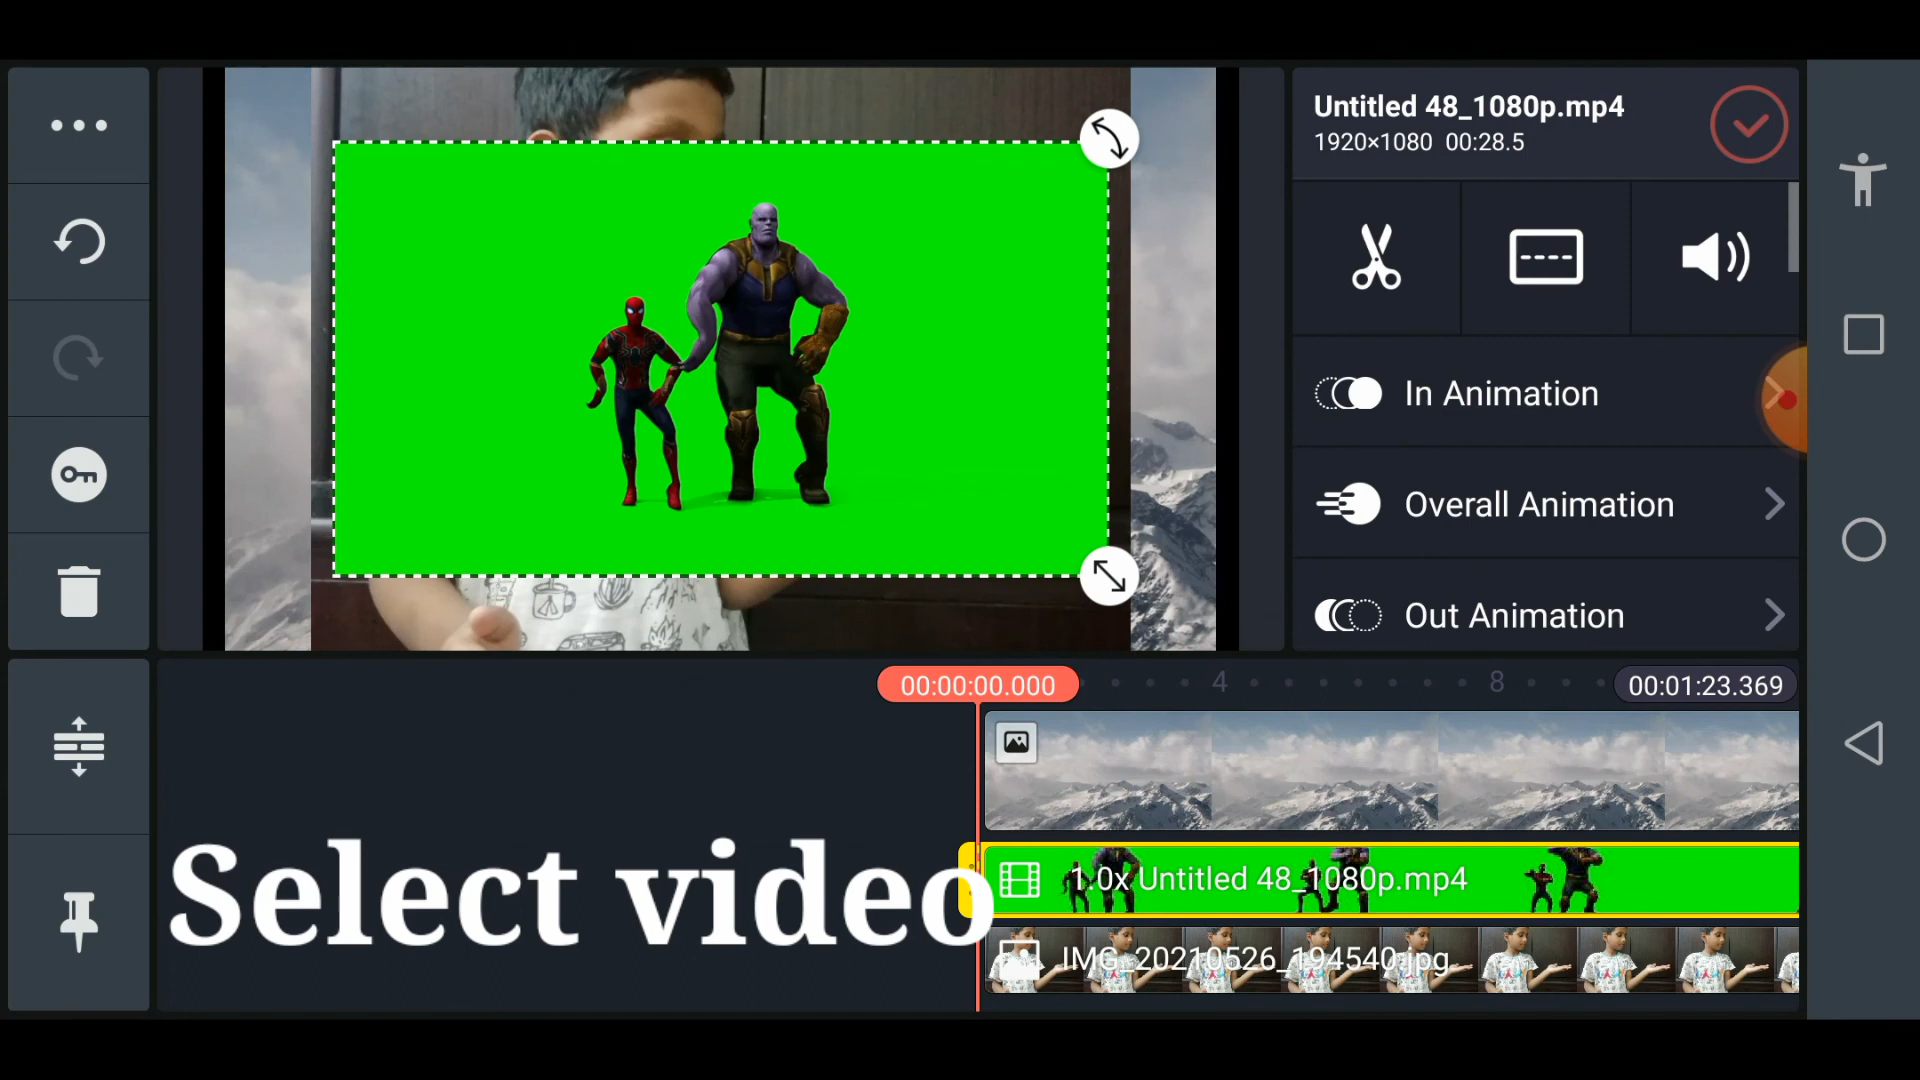 Untitled 48_1080p.mp4
1920×1080 00:28.5
In Animation
Overall Animation
Out Animation
00:00:00.000
4
8
00:01:23.369
1.0x Untitled 48_1080p.mp4
Select video
IMG_20210526_194540.jpg